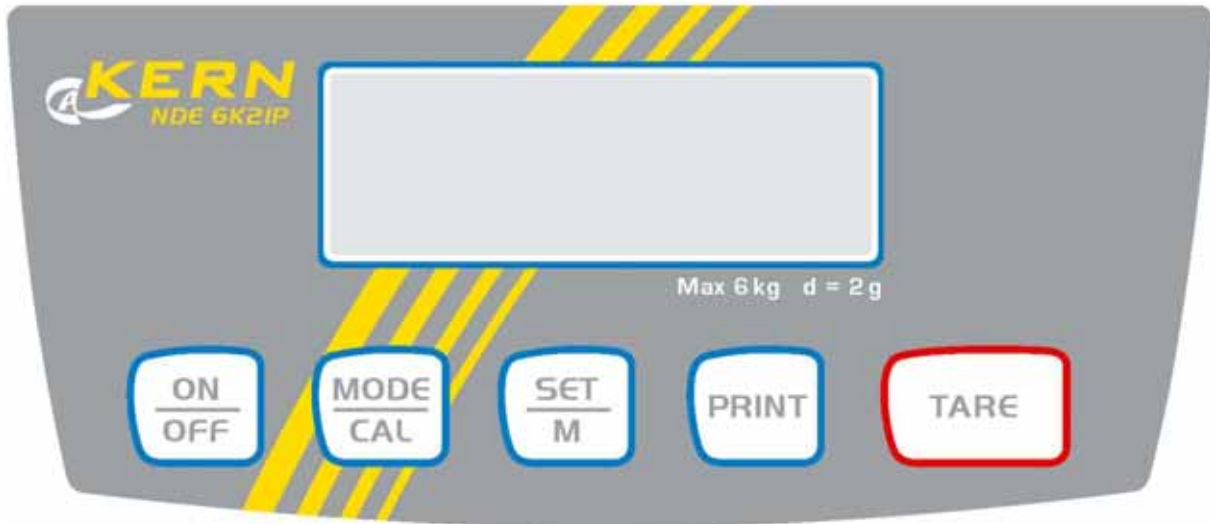 KERN
NDE 6K2IP
Max 6kg d = 2g
ON
OFF
MODE
CAL
SET
M
PRINT
TARE